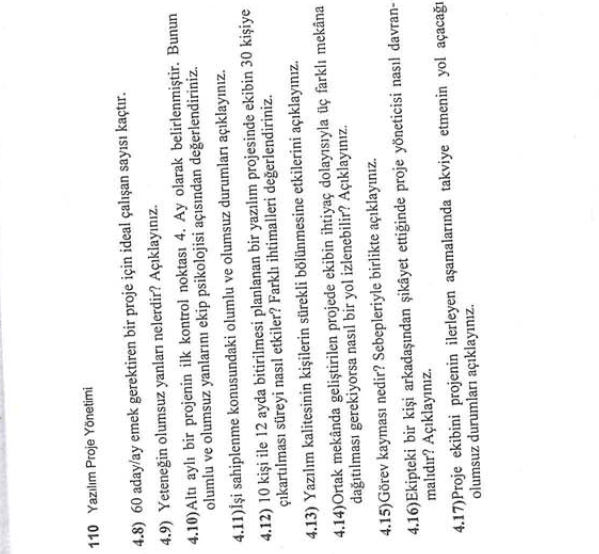 110 Yazılım Proje Yönetimi
4.8) 60 aday/ay emek gerektiren bir proje için ideal çalışan sayısı kaçtır.
4.9) Yeteneğin olumsuz yanları nelerdir? Açıklayınız.
4.10)Altı aylı bir projenin ilk kontrol noktası 4. Ay olarak belirlenmiştir. Bunun
olumlu ve olumsuz yanlarını ekip psikolojisi açısından değerlendiriniz.
4.11)İşi sahiplenme konusundaki olumlu ve olumsuz durumları açıklayınız.
4.12) 10 kişi ile 12 ayda bitirilmesi planlanan bir yazılım projesinde ekibin 30 kişiye
çıkartılması süreyi nasıl etkiler? Farklı ihtimalleri değerlendiriniz.
4.13) Yazılım kalitesinin kişilerin sürekli bölünmesine etkilerini açıklayınız.
4.14)Ortak mekânda geliştirilen projede ekibin ihtiyaç dolayısıyla üç farklı mekâna
dağıtılması gerekiyorsa nasıl bir yol izlenebilir? Açıklayınız.
4.15)Görev kayması nedir? Sebepleriyle birlikte açıklayınız.
4.16)Ekipteki bir kişi arkadaşından şikâyet ettiğinde proje yöneticisi nasıl davran-
malıdır? Açıklayınız.
4.17)Proje ekibini projenin ilerleyen aşamalarında takviye etmenin yol açacağı
olumsuz durumları açıklayınız.